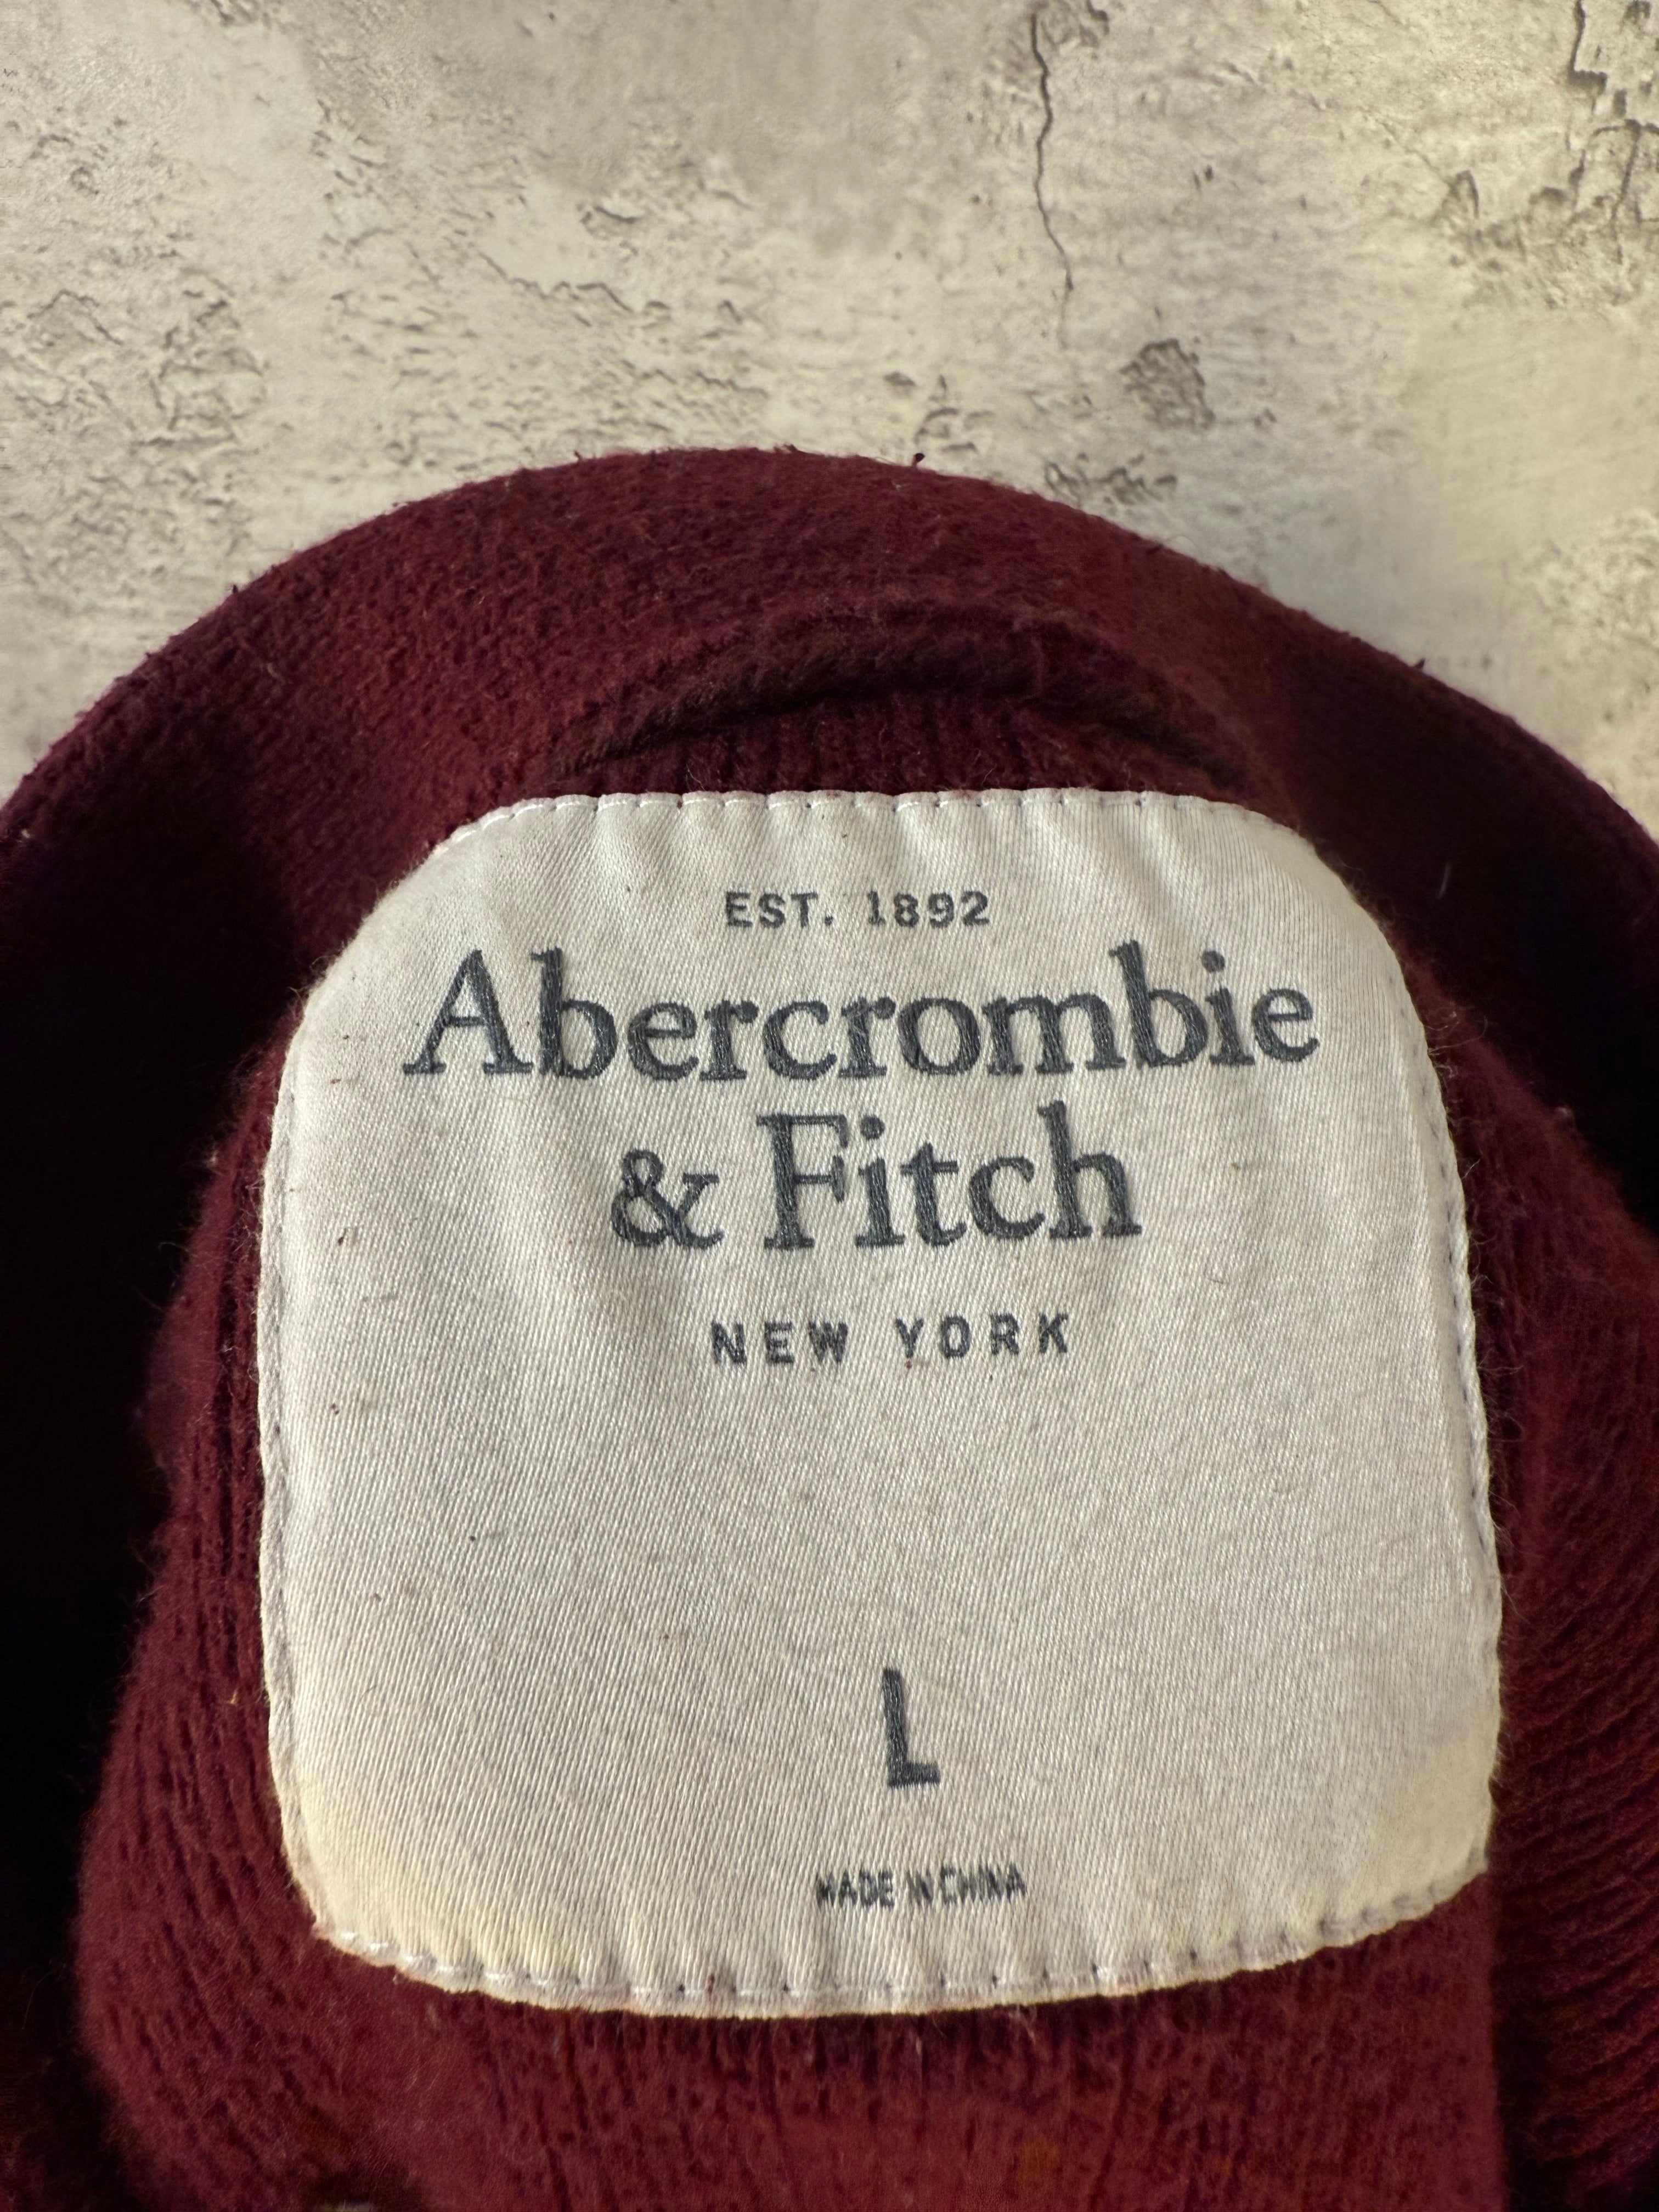 EST. 1892
Abercrombie
& Fitch
NEW YORK
L
MADE IN CHINA